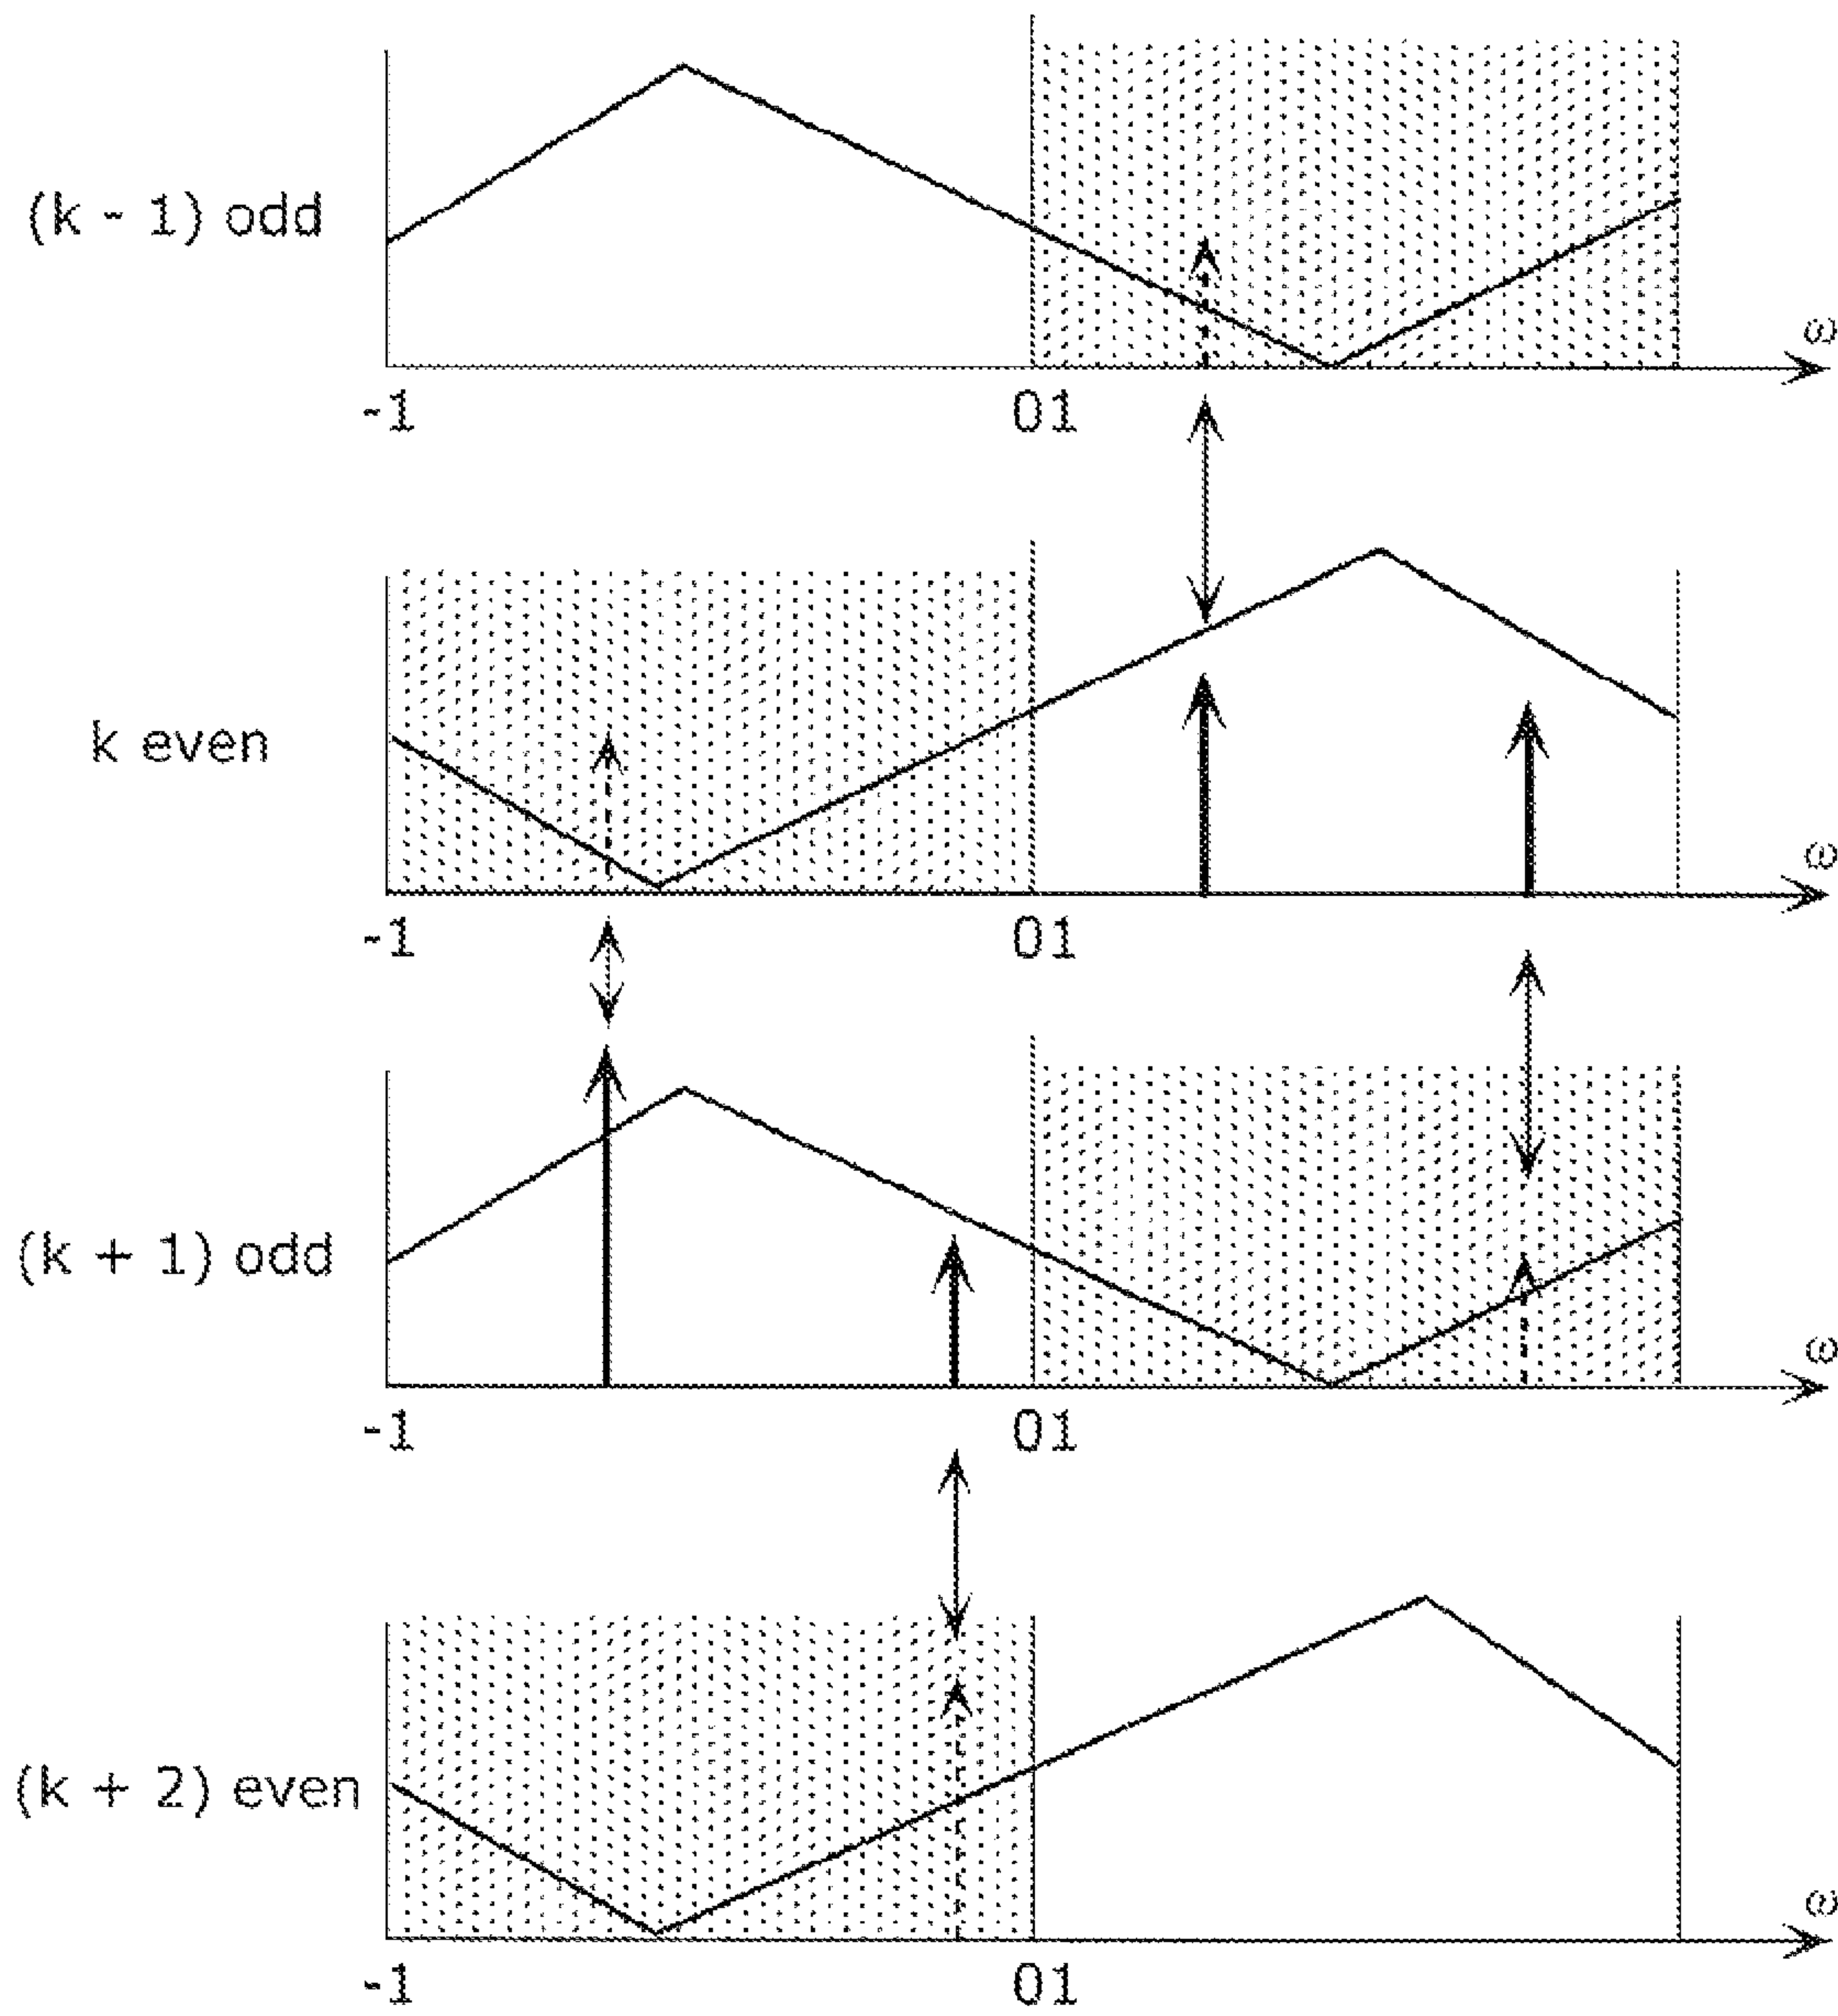 (k - 1) odd
ω
-1 01
k even
ω
-1 01
(k + 1) odd
ω
-1 01
(k + 2) even
ω
-1 01